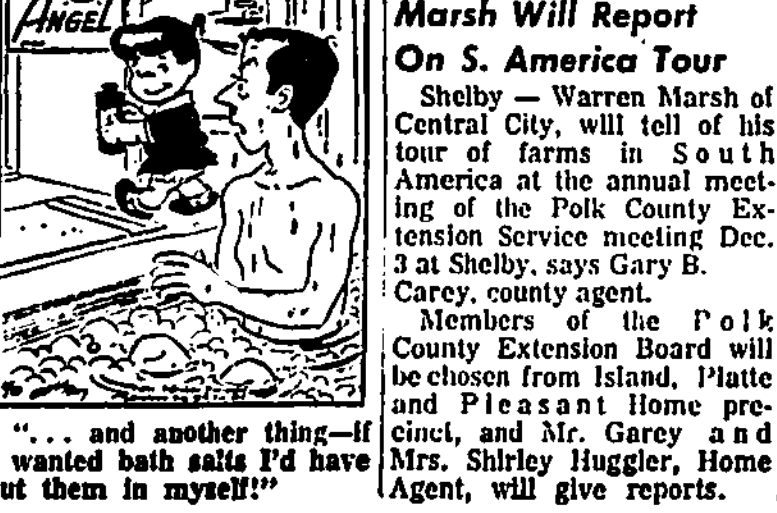 ANGEL
"... and another thing—if
wanted bath salts I'd have
ut them in myself!"
Marsh Will Report
On S. America Tour
Shelby — Warren Marsh of
Central City, will tell of his
tour of farms in South
America at the annual meet-
ing of the Polk County Ex-
tension Service meeting Dec.
3 at Shelby, says Gary B.
Carey, county agent.
Members of the Polk
County Extension Board will
be chosen from Island, Platte
and Pleasant Home pre-
cinct, and Mr. Garey and
Mrs. Shirley Huggler, Home
Agent, will give reports.